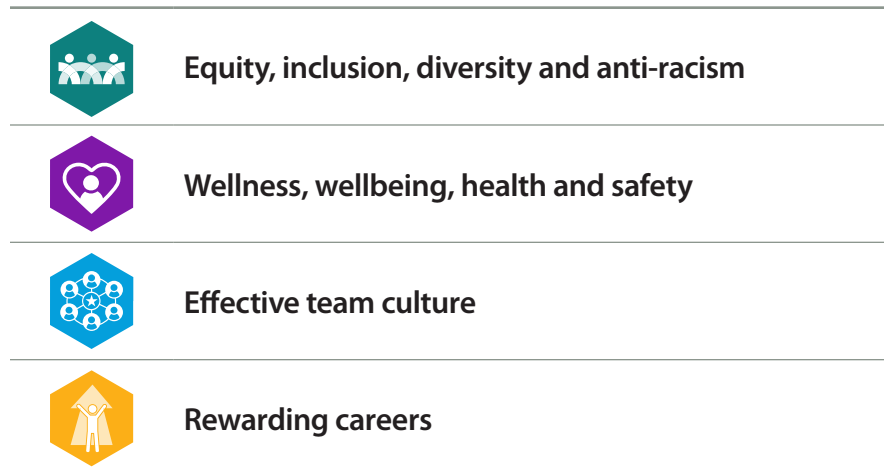 Equity, inclusion, diversity and anti-racism
Wellness, wellbeing, health and safety
Effective team culture
Rewarding careers